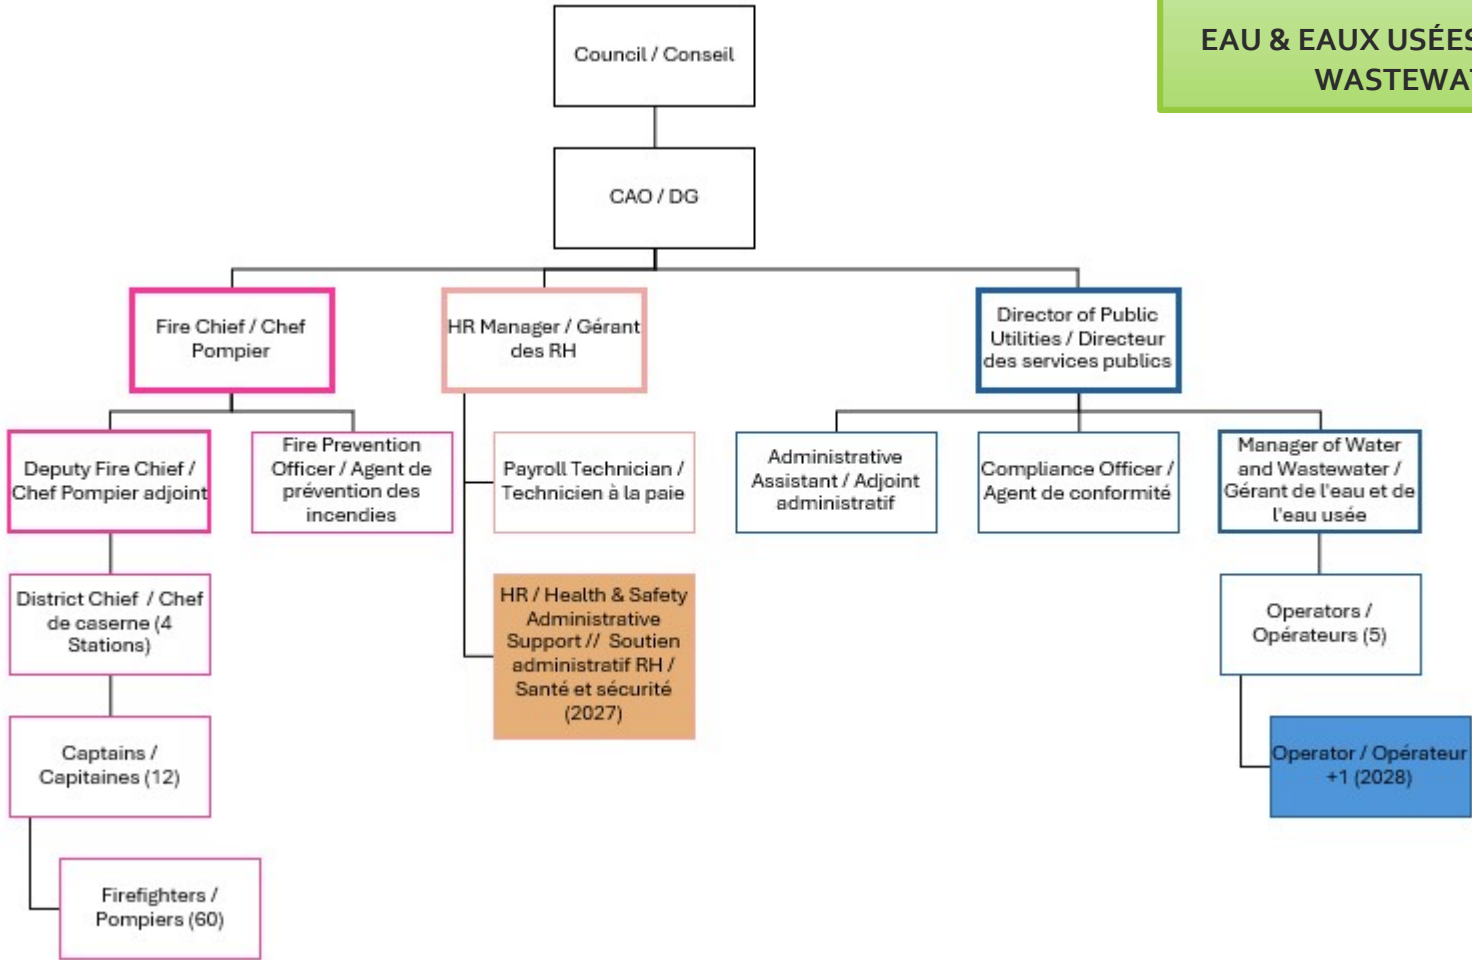 EAU & EAUX USÉES
WASTEWAT
Council / Conseil
CAO / DG
Fire Chief / Chef
Pompier
HR Manager / Gérant
des RH
Director of Public
Utilities / Directeur
des services publics
Deputy Fire Chief /
Chef Pompier adjoint
Fire Prevention
Officer / Agent de
prévention des
incendies
Payroll Technician /
Technicien à la paie
Administrative
Assistant / Adjoint
administratif
Compliance Officer /
Agent de conformité
Manager of Water
and Wastewater /
Gérant de l'eau et de
l'eau usée
District Chief / Chef
de caserne (4
Stations)
HR / Health & Safety
Administrative
Support // Soutien
administratif RH /
Santé et sécurité
(2027)
Operators /
Opérateurs (5)
Captains /
Capitaines (12)
Operator / Opérateur
+1 (2028)
Firefighters /
Pompiers (60)